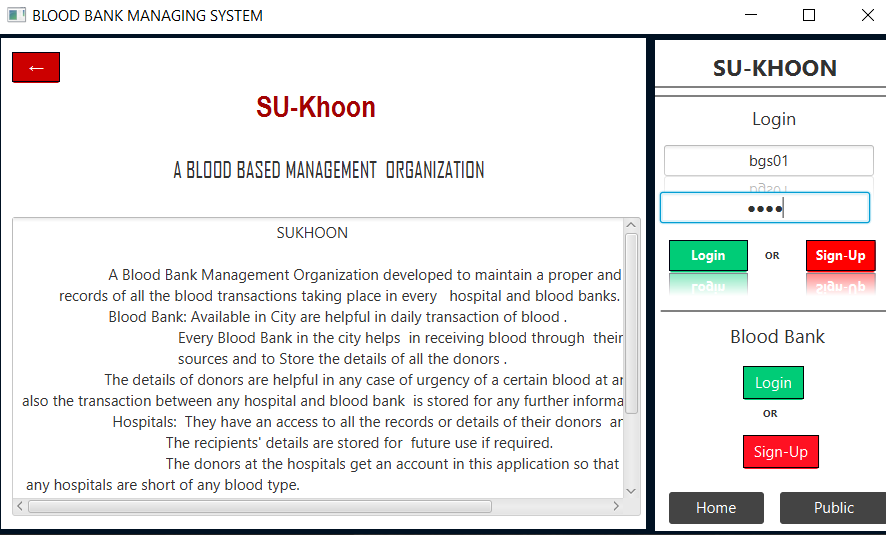 BLOOD BANK MANAGING SYSTEM
←
SU-Khoon
A BLOOD BASED MANAGEMENT ORGANIZATION
SUKHOON
A Blood Bank Management Organization developed to maintain a proper and
records of all the blood transactions taking place in every hospital and blood banks.
Blood Bank: Available in City are helpful in daily transaction of blood .
Every Blood Bank in the city helps in receiving blood through their
sources and to Store the details of all the donors .
The details of donors are helpful in any case of urgency of a certain blood at
also the transaction between any hospital and blood bank is stored for any further informa
Hospitals: They have an access to all the records or details of their donors
The recipients' details are stored for future use if required.
The donors at the hospitals get an account in this application so that
any hospitals are short of any blood type.
SU-KHOON
Login
bgs01
••••
Login
OR
Sign-Up
Blood Bank
Login
OR
Sign-Up
Home
Public